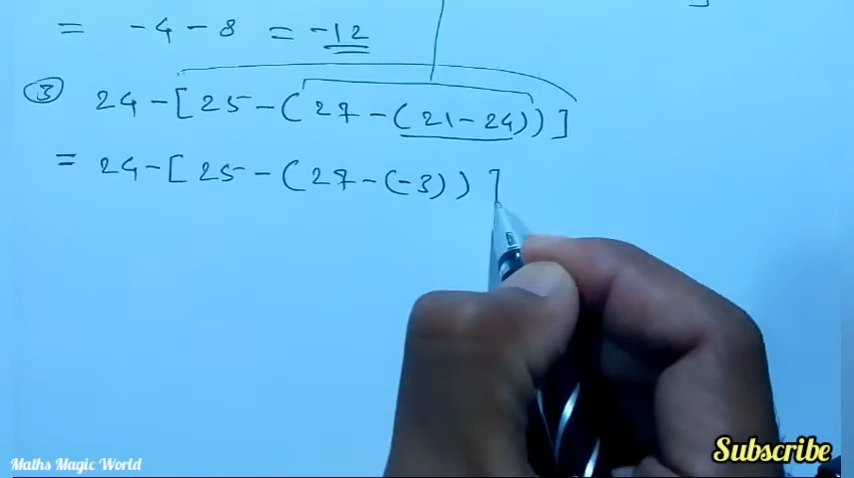 = -4 - 8 = -12
③ 24 - [25 - (27 - (21 - 24))]
= 24 - [25 - (27 - (-3))]
Maths Magic World
Subscribe